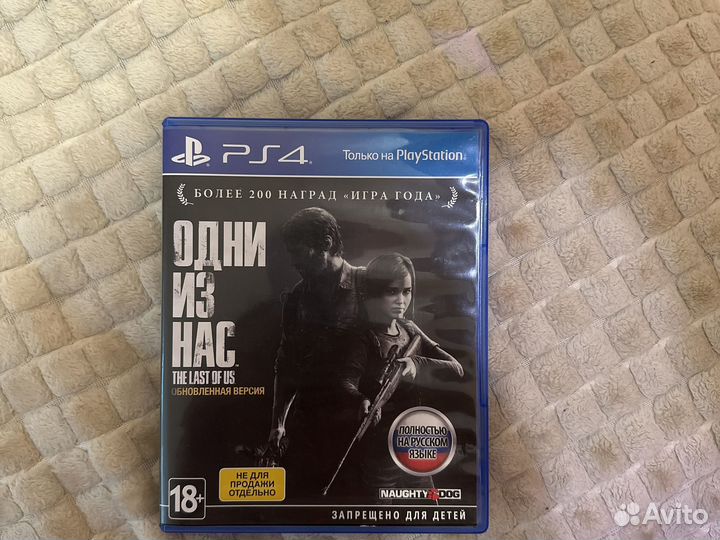 PS4
Только на PlayStation
БОЛЕЕ 200 НАГРАД «ИГРА ГОДА»
ОДНИ
ИЗ
НАС
THE LAST OF US
ОБНОВЛЕННАЯ ВЕРСИЯ
ПОЛНОСТЬЮ
НА РУССКОМ
ЯЗЫКЕ
НЕ ДЛЯ
ПРОДАЖИ
ОТДЕЛЬНО
18+
NAUGHTY DOG
ЗАПРЕЩЕНО ДЛЯ ДЕТЕЙ
Avito